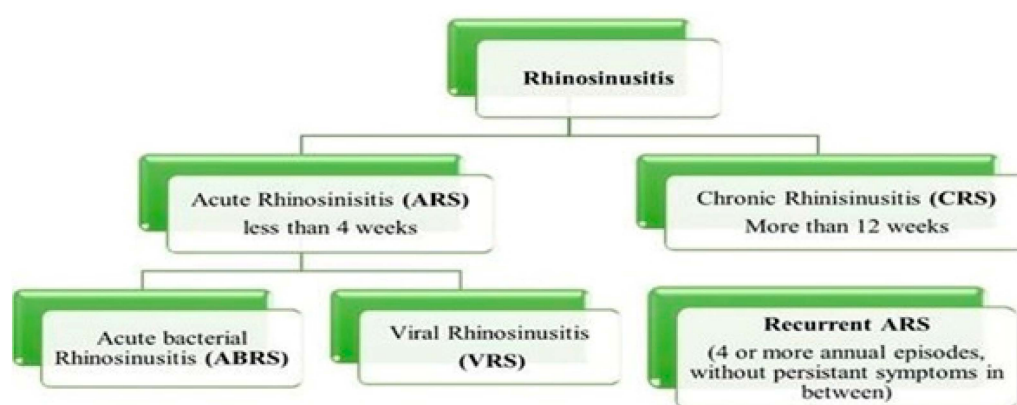 Rhinosinusitis
Acute Rhinosinisitis (ARS)
less than 4 weeks
Chronic Rhinisinusitis (CRS)
More than 12 weeks
Acute bacterial
Rhinosinusitis (ABRS)
Viral Rhinosinusitis
(VRS)
Recurrent ARS
(4 or more annual episodes,
without persistant symptoms in
between)